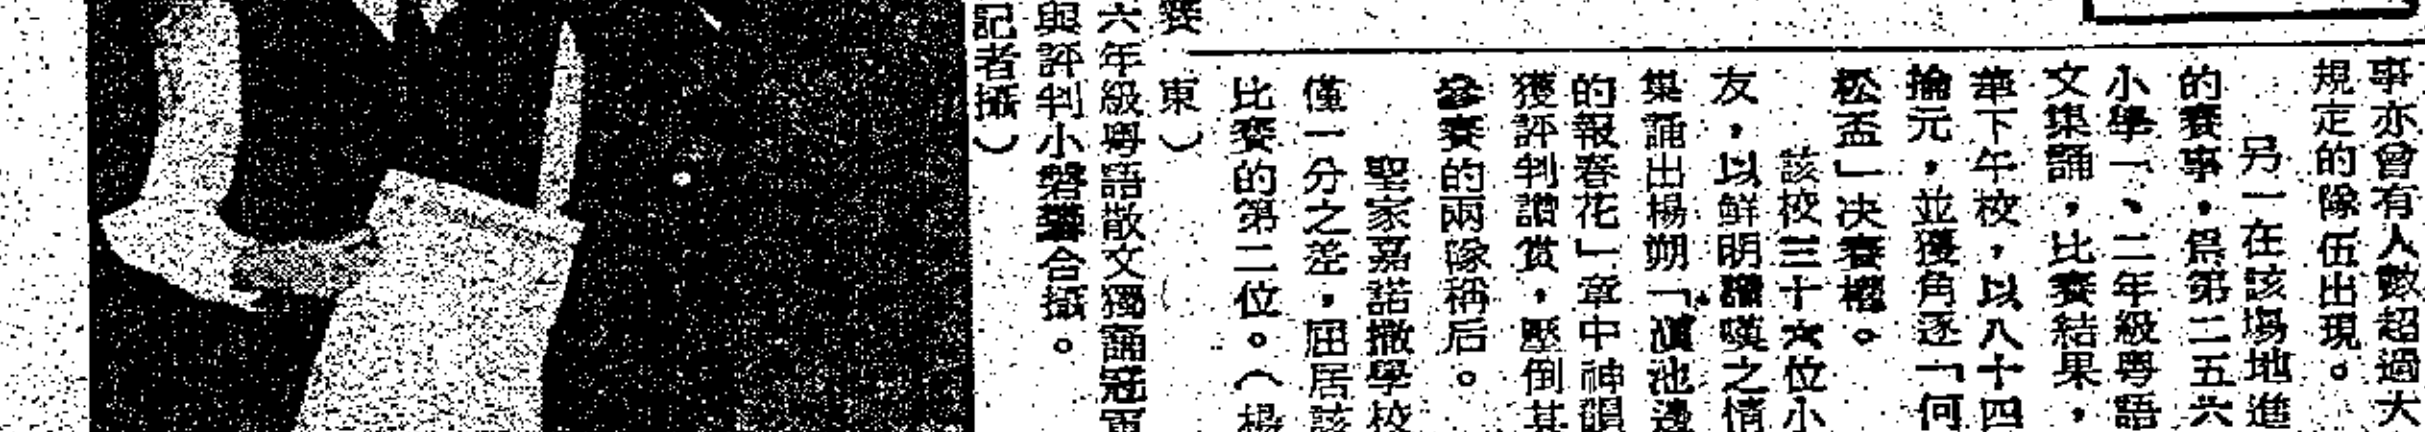 事亦曾有人數超過大
規定的隊伍出現。
另一在該場地進
的賽事，爲第二五六
小學一、二年級粵語
文集誦，比賽結果，
華下午校，以八十四
掄元，並獲角逐「何
松盃」决賽權。
該校三十六位小
友，以鮮明讚嘆之情
集誦出楊朔「滇池邊
的報春花」章中神韻
獲評判讚赏，壓倒其
參賽的兩隊稱后。
聖家嘉諾撒學校
僅一分之差，屈居該
比賽的第二位。（楊
賽 東）
六年級粵語散文獨誦冠軍
與評判小磐 合攝。
記者攝）